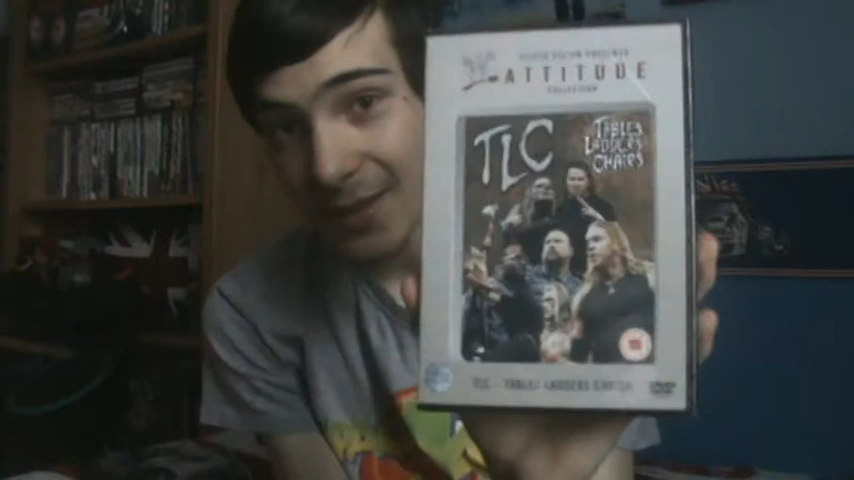 ATTITUDE
COLLECTION
TLC
TABLES
LADDERS
CHAIRS
TLC - TABLES LADDERS CHAIRS
DVD